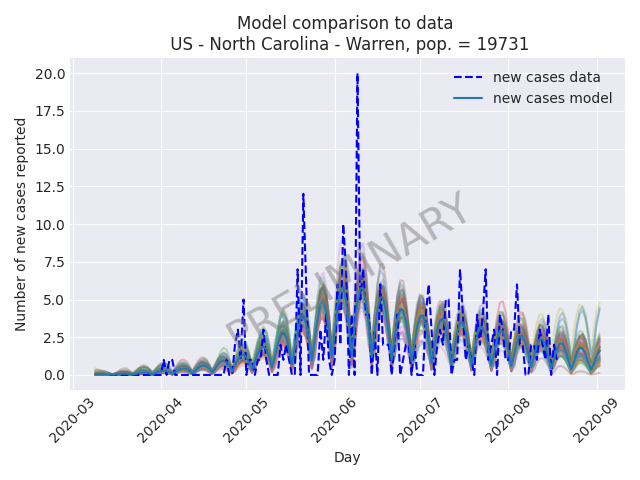 Model comparison to data
US - North Carolina - Warren, pop. = 19731
20.0
17.5
15.0
12.5
10.0
7.5
5.0
2.5
0.0
Number of new cases reported
new cases data
new cases model
PRELIMINARY
2020-03
2020-04
2020-05
2020-06
2020-07
2020-08
2020-09
Day